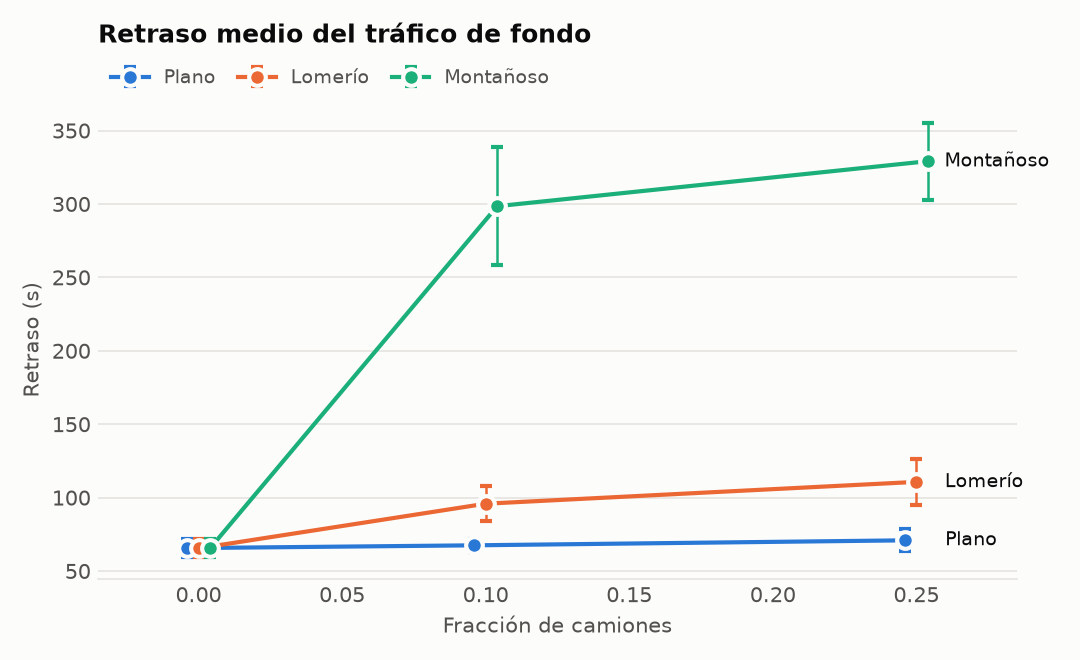 Retraso medio del tráfico de fondo
Plano Lomerío Montañoso
350
300
250
200
150
100
50
Retraso (s)
Montañoso
Lomerío
Plano
0.00 0.05 0.10 0.15 0.20 0.25
Fracción de camiones